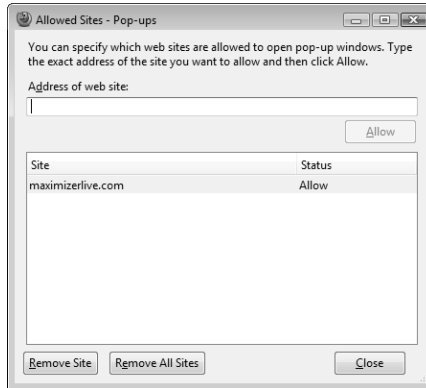 Allowed Sites - Pop-ups
You can specify which web sites are allowed to open pop-up windows. Type
the exact address of the site you want to allow and then click Allow.
Address of web site:
Allow
Site Status
maximizerlive.com Allow
Remove Site Remove All Sites Close